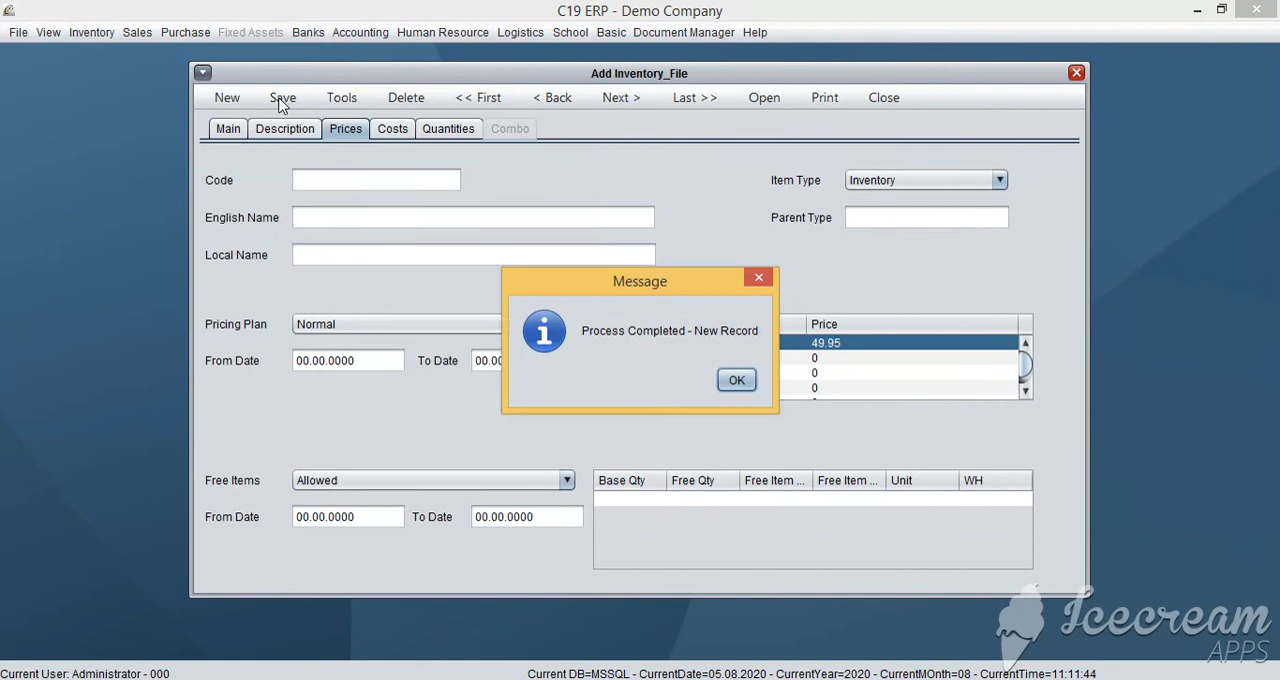 C19 ERP - Demo Company
File View Inventory Sales Purchase Fixed Assets Banks Accounting Human Resource Logistics School Basic Document Manager Help
Add Inventory_File
New Save Tools Delete << First < Back Next > Last >> Open Print Close
Main Description Prices Costs Quantities Combo
Code Item Type Inventory
English Name Parent Type
Local Name
Message
Pricing Plan Normal Price
Process Completed - New Record
49.95
From Date 00.00.0000 To Date 00.00 0
0
OK
0
Free Items Allowed Base Qty Free Qty Free Item ... Free Item ... Unit WH
From Date 00.00.0000 To Date 00.00.0000
Icecream
APPS
Current User: Administrator - 000 Current DB=MSSQL - CurrentDate=05.08.2020 - CurrentYear=2020 - CurrentMOnth=08 - CurrentTime=11:11:44